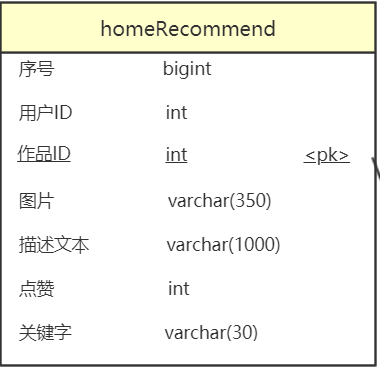 homeRecommend
序号 bigint
用户ID int
作品ID int <pk>
图片 varchar(350)
描述文本 varchar(1000)
点赞 int
关键字 varchar(30)